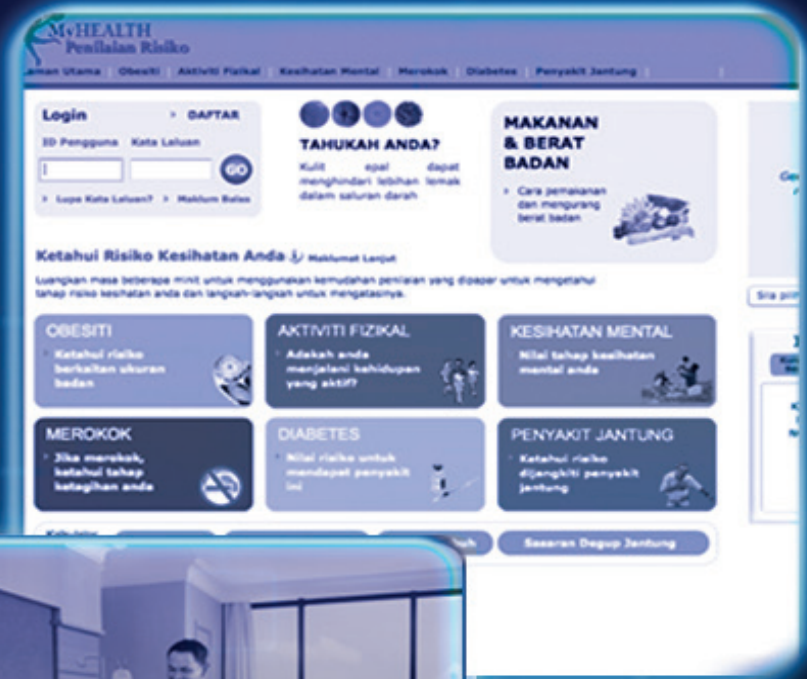 MyHEALTH
Penilaian Risiko
Laman Utama | Obesiti | Aktiviti Fizikal | Kesihatan Mental | Merokok | Diabetes | Penyakit Jantung |
Login > DAFTAR
ID Pengguna Kata Laluan
GO
> Lupa Kata Laluan? > Maklum Balas
TAHUKAH ANDA?
Kulit epal dapat
menghindari lebihan lemak
dalam saluran darah
MAKANAN
& BERAT
BADAN
> Cara pemakanan
dan mengurang
berat badan
Ketahui Risiko Kesihatan Anda Maklumat Lanjut
Luangkan masa beberapa minit untuk menggunakan kemudahan penilaian yang dipapar untuk mengetahui
tahap risiko kesihatan anda dan langkah-langkah untuk mengatasinya.
OBESITI
Ketahui risiko
berkaitan ukuran
badan
AKTIVITI FIZIKAL
Adakah anda
menjalani kehidupan
yang aktif?
KESIHATAN MENTAL
Nilai tahap kesihatan
mental anda
MEROKOK
Jika merokok,
ketahui tahap
ketagihan anda
DIABETES
Nilai risiko untuk
mendapat penyakit
ini
PENYAKIT JANTUNG
Ketahui risiko
dijangkiti penyakit
jantung
Sasaran Degup Jantung
Sila